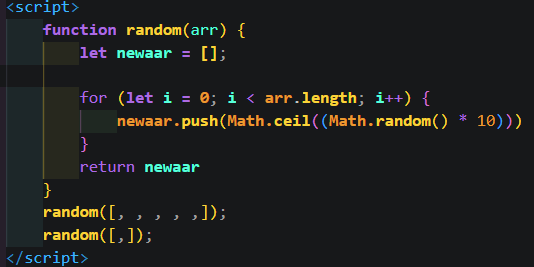 <script>
function random(arr) {
let newaar = [];
for (let i = 0; i < arr.length; i++) {
newaar.push(Math.ceil((Math.random() * 10)))
}
return newaar
}
random([, , , , ,]);
random([,]);
</script>